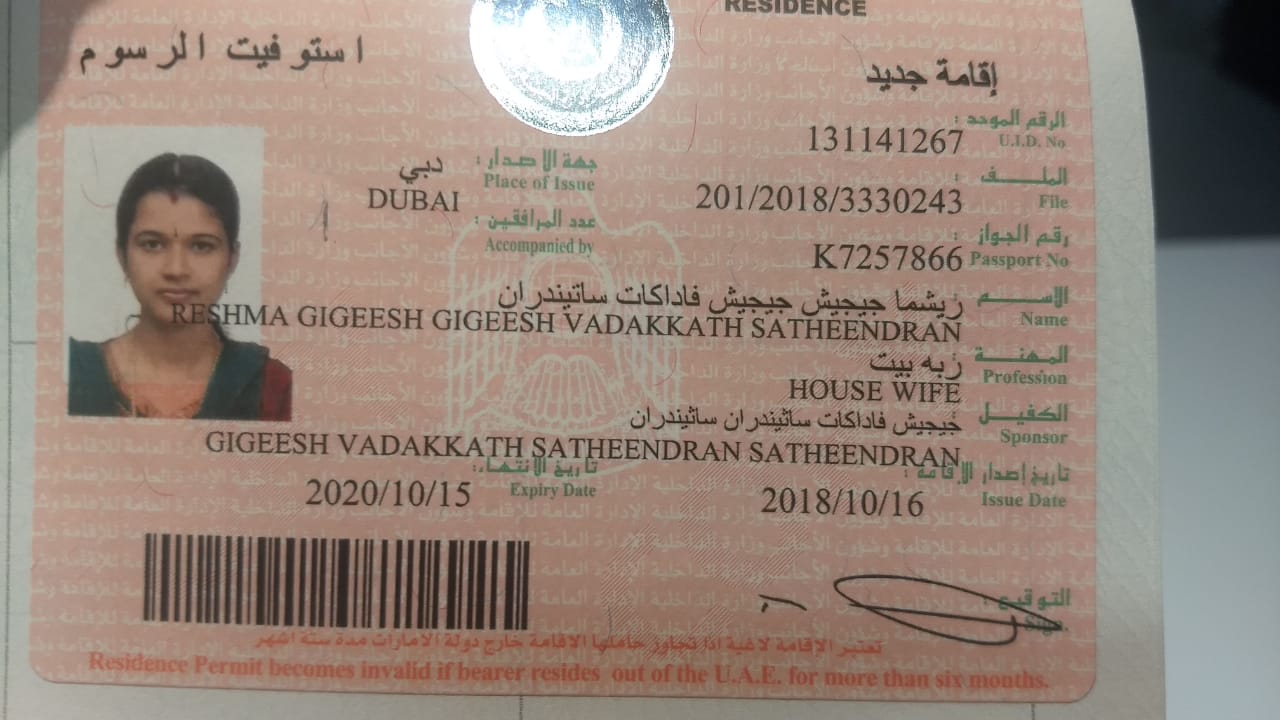 RESIDENCE
استوفيت الرسوم
إقامة جديد
الرقم الموحد :
131141267 U.I.D. No
دبي جهة الاصدار :
DUBAI Place of Issue
الملف :
201/2018/3330243 File
عدد المرافقين :
Accompanied by
رقم الجواز :
K7257866 Passport No
ريشما جيجيش جيجيش فاداكات ساتيندران الاسم
RESHMA GIGEESH GIGEESH VADAKKATH SATHEENDRAN Name
ربه بيت المهنة
HOUSE WIFE Profession
جيجيش فاداكات ساثيندران ساثيندران الكفيل
GIGEESH VADAKKATH SATHEENDRAN SATHEENDRAN Sponsor
تاريخ الانتهاء : تاريخ إصدار الإقامة :
2020/10/15 Expiry Date 2018/10/16 Issue Date
التوقيع :
تعتبر الإقامة لاغية اذا تجاوز حاملها الاقامة خارج دولة الامارات مدة ستة اشهر
Residence Permit becomes invalid if bearer resides out of the U.A.E. for more than six months.